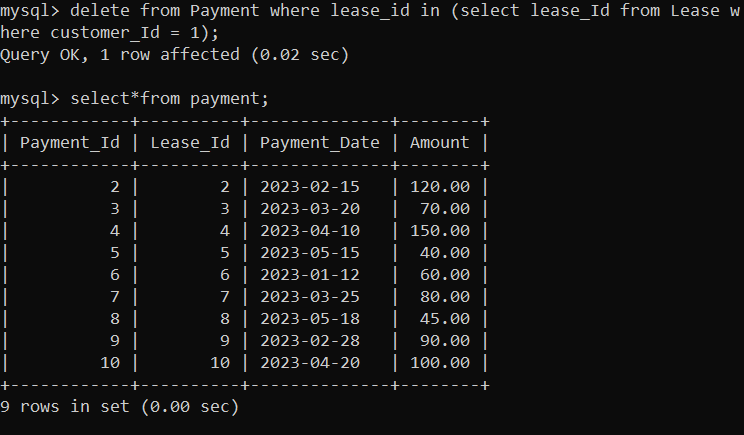 mysql> delete from Payment where lease_id in (select lease_Id from Lease w
here customer_Id = 1);
Query OK, 1 row affected (0.02 sec)
mysql> select*from payment;
+------------+----------+--------------+--------+
| Payment_Id | Lease_Id | Payment_Date | Amount |
+------------+----------+--------------+--------+
|          2 |        2 | 2023-02-15   | 120.00 |
|          3 |        3 | 2023-03-20   |  70.00 |
|          4 |        4 | 2023-04-10   | 150.00 |
|          5 |        5 | 2023-05-15   |  40.00 |
|          6 |        6 | 2023-01-12   |  60.00 |
|          7 |        7 | 2023-03-25   |  80.00 |
|          8 |        8 | 2023-05-18   |  45.00 |
|          9 |        9 | 2023-02-28   |  90.00 |
|         10 |       10 | 2023-04-20   | 100.00 |
+------------+----------+--------------+--------+
9 rows in set (0.00 sec)